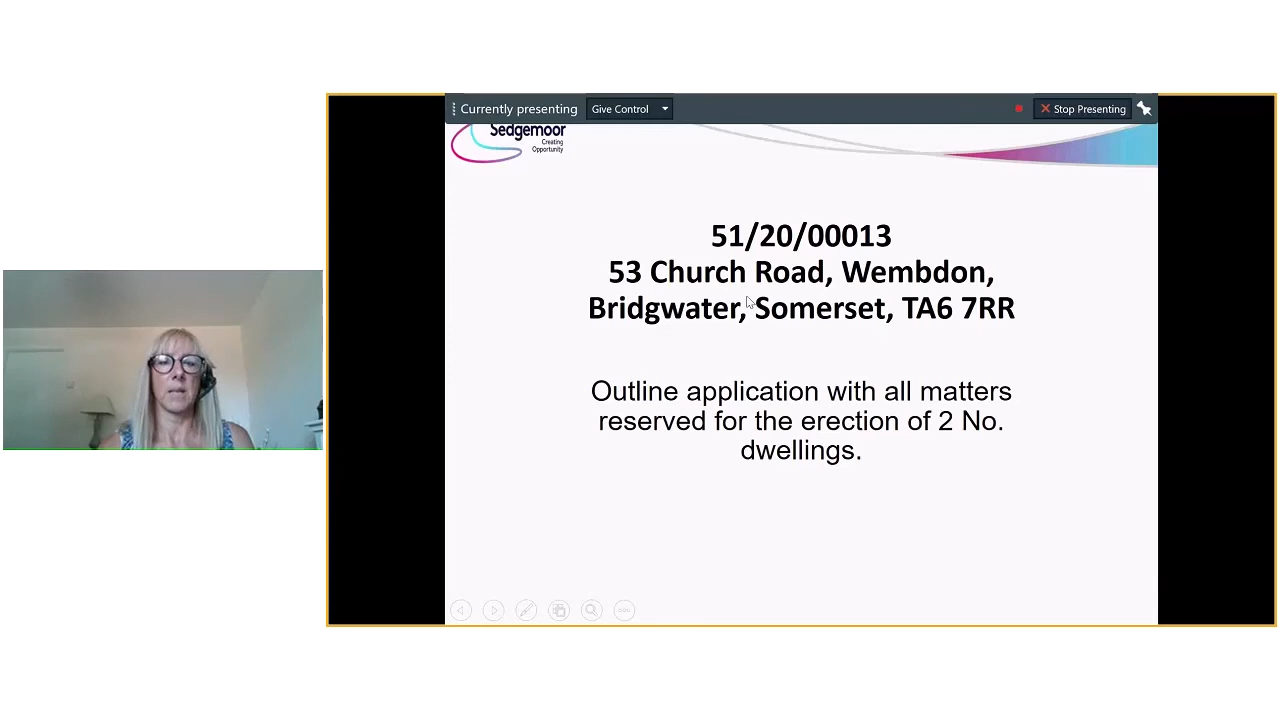 Currently presenting
Give Control
Stop Presenting
Sedgemoor
Creating
Opportunity
51/20/00013
53 Church Road, Wembdon,
Bridgwater, Somerset, TA6 7RR
Outline application with all matters
reserved for the erection of 2 No.
dwellings.